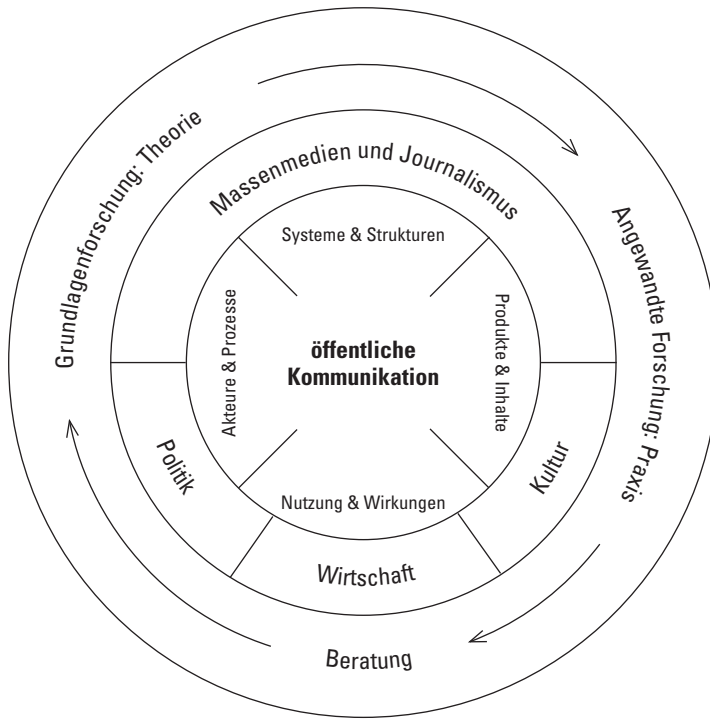 Grundlagenforschung: Theorie
Angewandte Forschung: Praxis
Beratung
Massenmedien und Journalismus
Politik
Wirtschaft
Kultur
Systeme & Strukturen
Akteure & Prozesse
Produkte & Inhalte
Nutzung & Wirkungen
öffentliche
Kommunikation